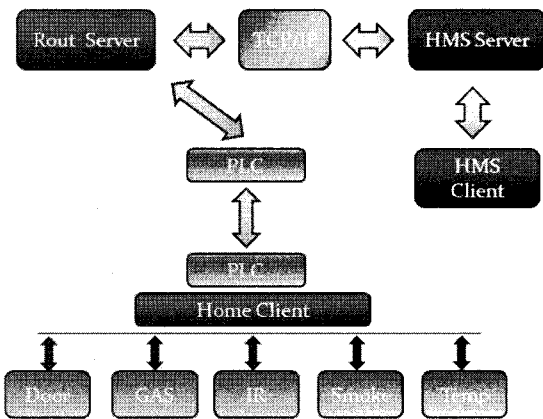 Rout Server
TCP/IP
HMS Server
PLC
HMS
Client
PLC
Home Client
Door
GAS
IR
Smoke
Temp